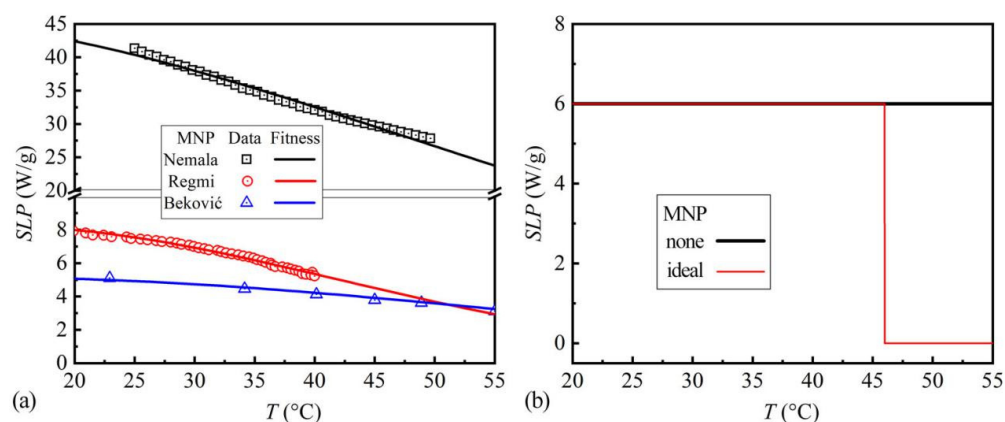 45
40
35
30
25
20
8
6
4
2
0
SLP (W/g)
MNP Data Fitness
Nemala
Regmi
Beković
20 25 30 35 40 45 50 55
T (°C)
(a)
8
6
4
2
0
SLP (W/g)
MNP
none
ideal
20 25 30 35 40 45 50 55
T (°C)
(b)